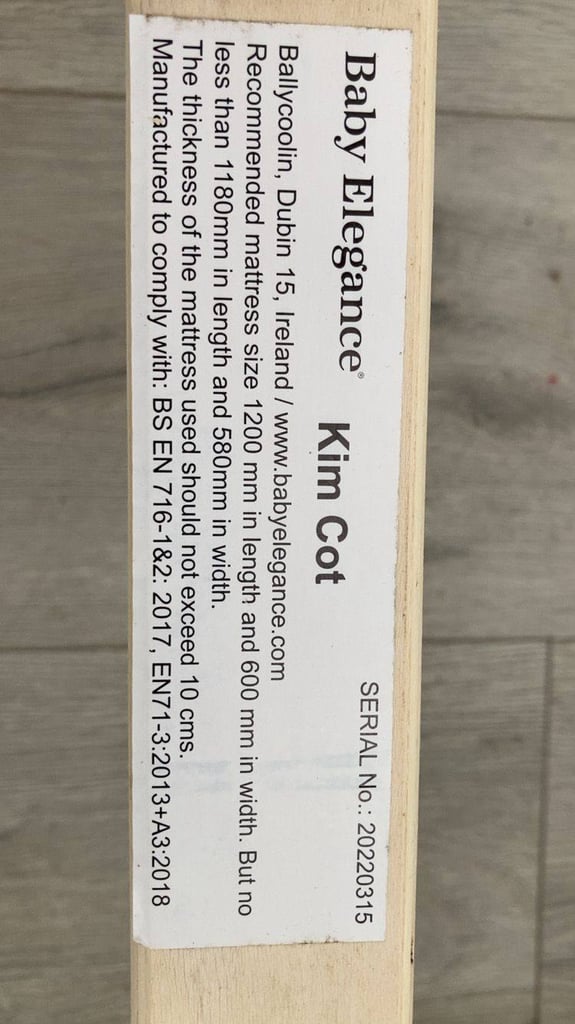 Baby Elegance® Kim Cot SERIAL No.: 20220315
Ballycoolin, Dubin 15, Ireland / www.babyelegance.com
Recommended mattress size 1200 mm in length and 600 mm in width. But no
less than 1180mm in length and 580mm in width.
The thickness of the mattress used should not exceed 10 cms.
Manufactured to comply with: BS EN 716-1&2: 2017, EN71-3:2013+A3:2018